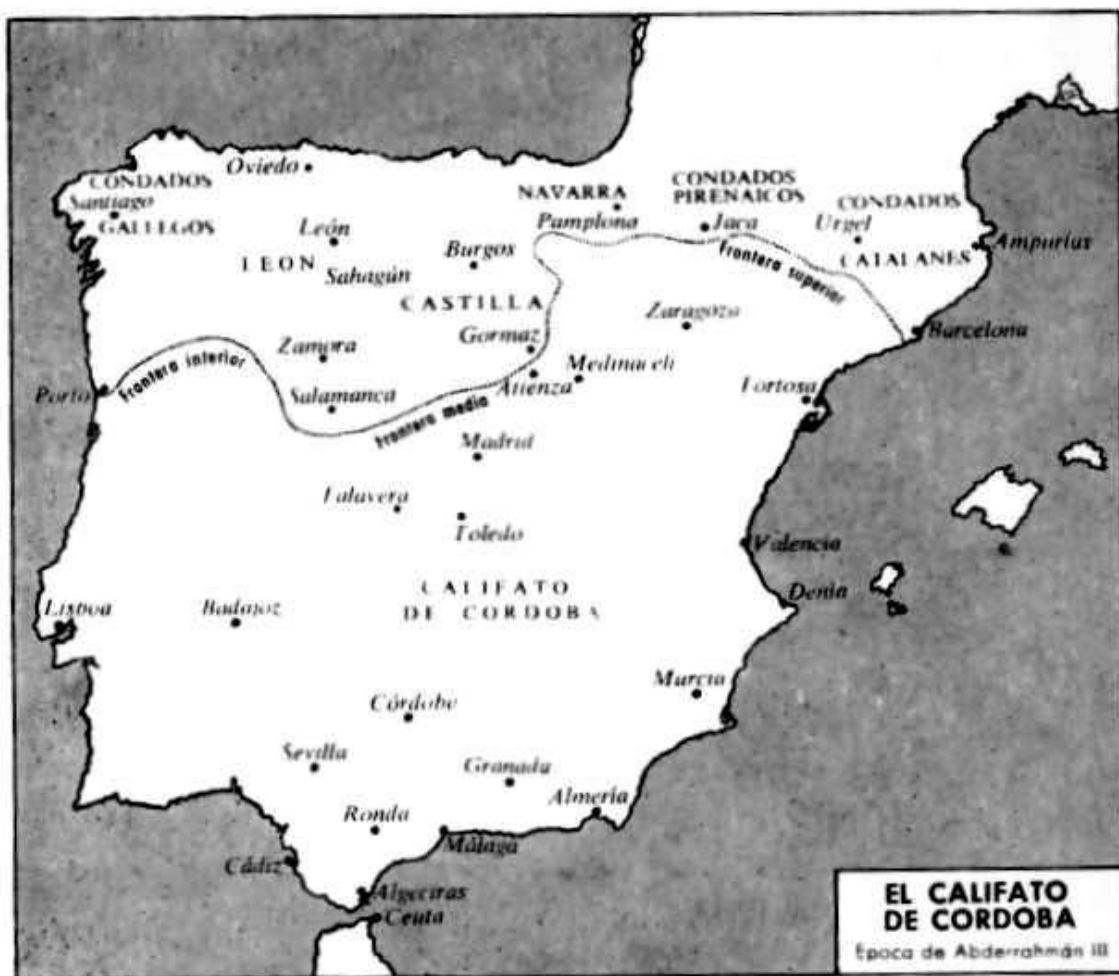 Oviedo
CONDADOS
Santiago
GALLEGOS
NAVARRA
Pamplona
CONDADOS
PIRENAICOS
Jaca
CONDADOS
Urgel
CATALANES
Ampurias
León
LEON
Sahagún
Burgos
CASTILLA
Frontera superior
Zaragoza
Barcelona
Gormaz
Zamora
Medinaceli
Atienza
Frontera inferior
Porto
Salamanca
Frontera media
Tortosa
Madrid
Talavera
Toledo
Valencia
CALIFATO
DE CORDOBA
Denia
Lisboa
Badajoz
Murcia
Córdobe
Sevilla
Granada
Almería
Ronda
Málaga
Cádiz
Algeciras
Ceuta
EL CALIFATO
DE CORDOBA
Epoca de Abderrahmán III